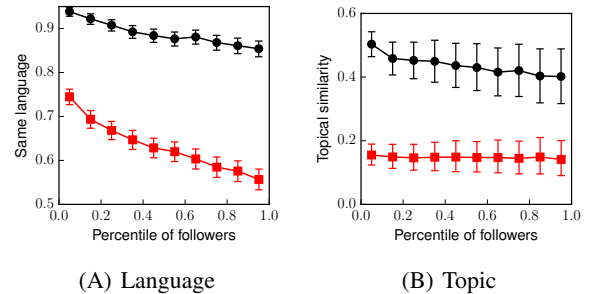 0.9
0.8
0.7
0.6
0.5
Same language
0.0 0.2 0.4 0.6 0.8 1.0
Percentile of followers
(A) Language
0.6
0.4
0.2
0.0
Topical similarity
0.0 0.2 0.4 0.6 0.8 1.0
Percentile of followers
(B) Topic